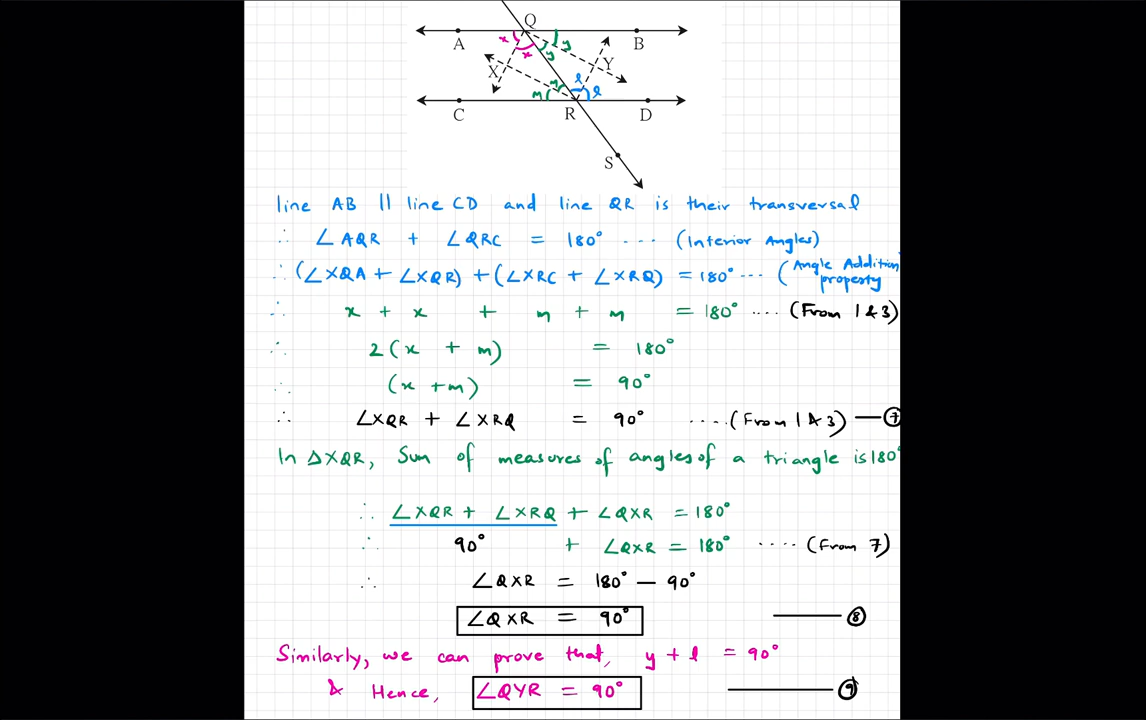 Q
x y
A x y B
X l Y
m m l
C R D
S
line AB || line CD and line QR is their transversal
∴ ∠AQR + ∠QRC = 180° ... (Interior Angles)
∴ (∠XQA + ∠XQR) + (∠XRC + ∠XRQ) = 180° ... (Angle Addition property
∴ x + x + m + m = 180° .... (From 1 & 3)
∴ 2(x + m) = 180°
∴ (x + m) = 90°
∴ ∠XQR + ∠XRQ = 90° ....(From 1 & 3) — ⑦
In ΔXQR, Sum of measures of angles of a triangle is 180°
∴ ∠XQR + ∠XRQ + ∠QXR = 180°
∴ 90° + ∠QXR = 180° ..... (From 7)
∴ ∠QXR = 180° — 90°
∠QXR = 90° — ⑧
Similarly, we can prove that, y + l = 90°
& Hence, ∠QYR = 90° — ⑨